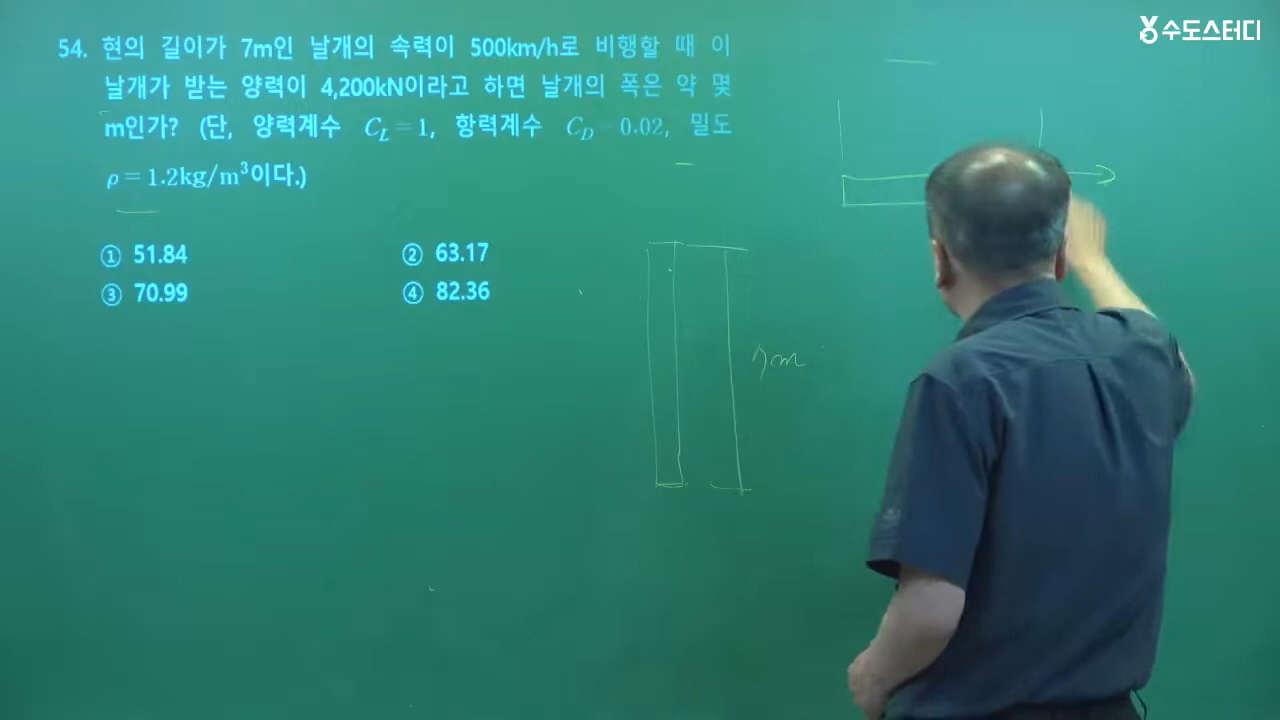 수도스터디
54. 현의 길이가 7m인 날개의 속력이 500km/h로 비행할 때 이
날개가 받는 양력이 4,200kN이라고 하면 날개의 폭은 약 몇
m인가? (단, 양력계수 C_L = 1, 항력계수 C_D = 0.02, 밀도
ρ = 1.2kg/m³이다.)
① 51.84 ② 63.17
③ 70.99 ④ 82.36
7m